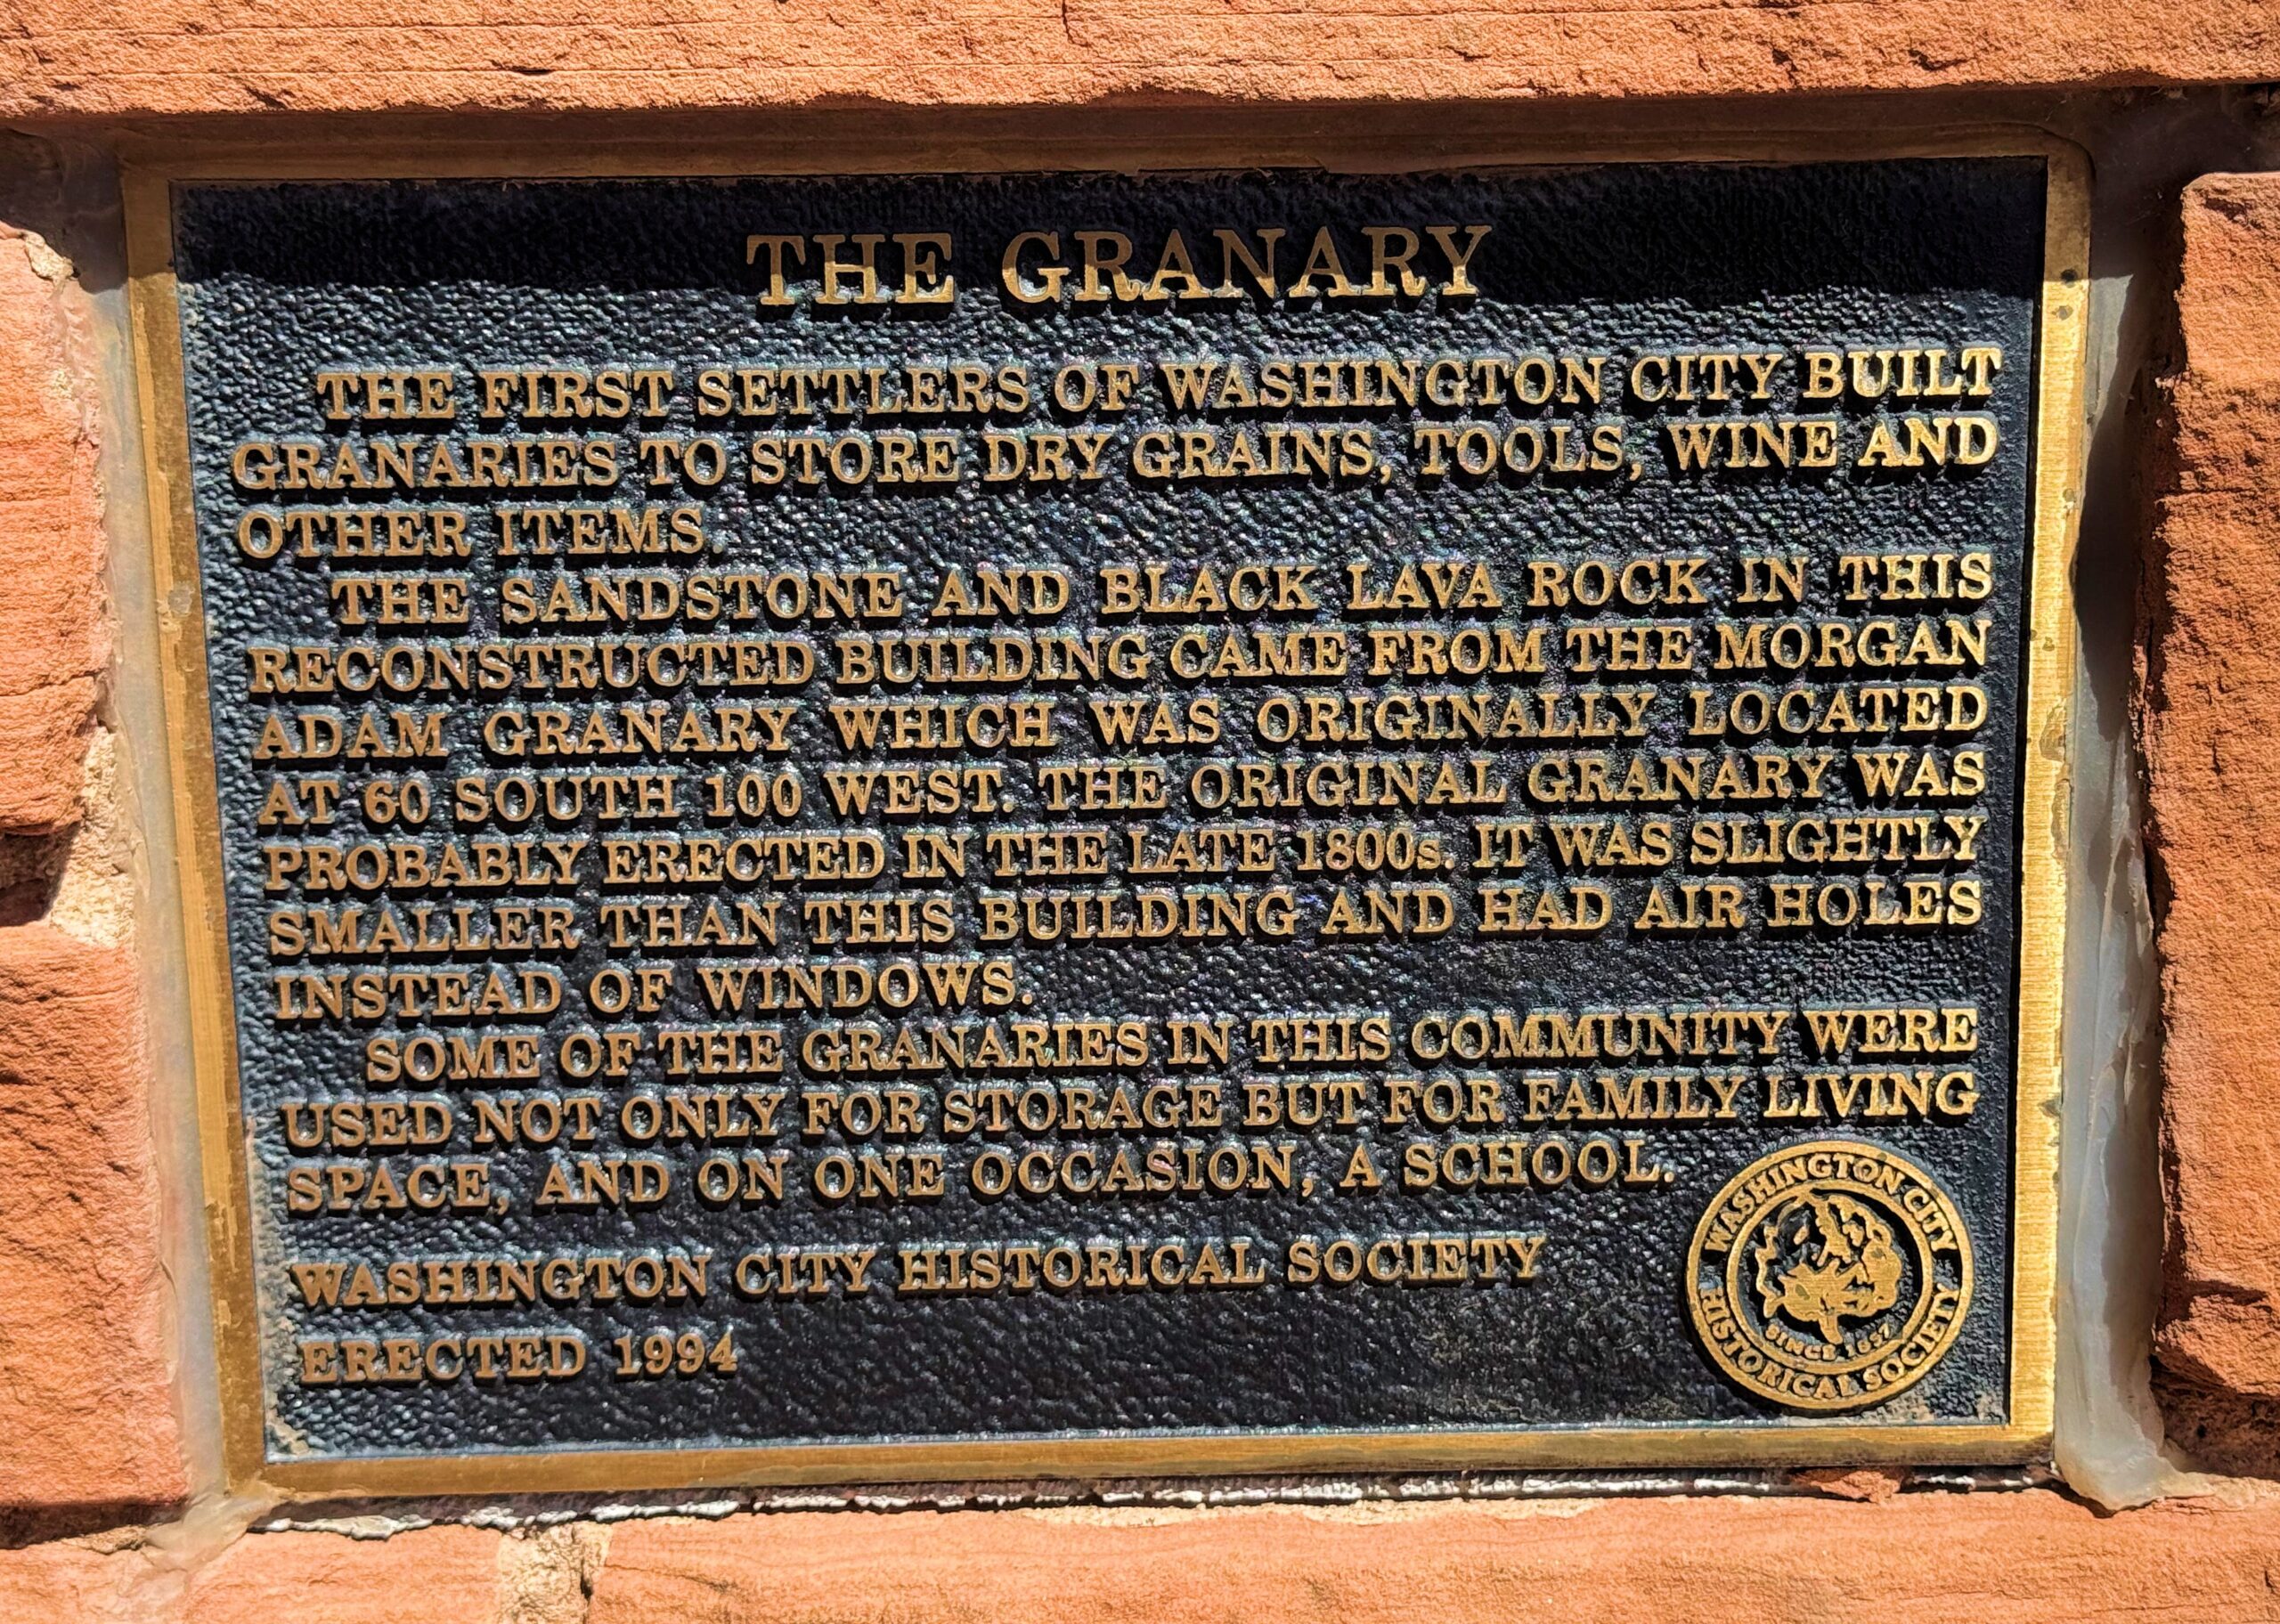 THE GRANARY
THE FIRST SETTLERS OF WASHINGTON CITY BUILT
GRANARIES TO STORE DRY GRAINS, TOOLS, WINE AND
OTHER ITEMS.
THE SANDSTONE AND BLACK LAVA ROCK IN THIS
RECONSTRUCTED BUILDING CAME FROM THE MORGAN
ADAM GRANARY WHICH WAS ORIGINALLY LOCATED
AT 60 SOUTH 100 WEST. THE ORIGINAL GRANARY WAS
PROBABLY ERECTED IN THE LATE 1800s. IT WAS SLIGHTLY
SMALLER THAN THIS BUILDING AND HAD AIR HOLES
INSTEAD OF WINDOWS.
SOME OF THE GRANARIES IN THIS COMMUNITY WERE
USED NOT ONLY FOR STORAGE BUT FOR FAMILY LIVING
SPACE, AND ON ONE OCCASION, A SCHOOL.
WASHINGTON CITY HISTORICAL SOCIETY
ERECTED 1994
WASHINGTON CITY
SINCE 1857
HISTORICAL SOCIETY